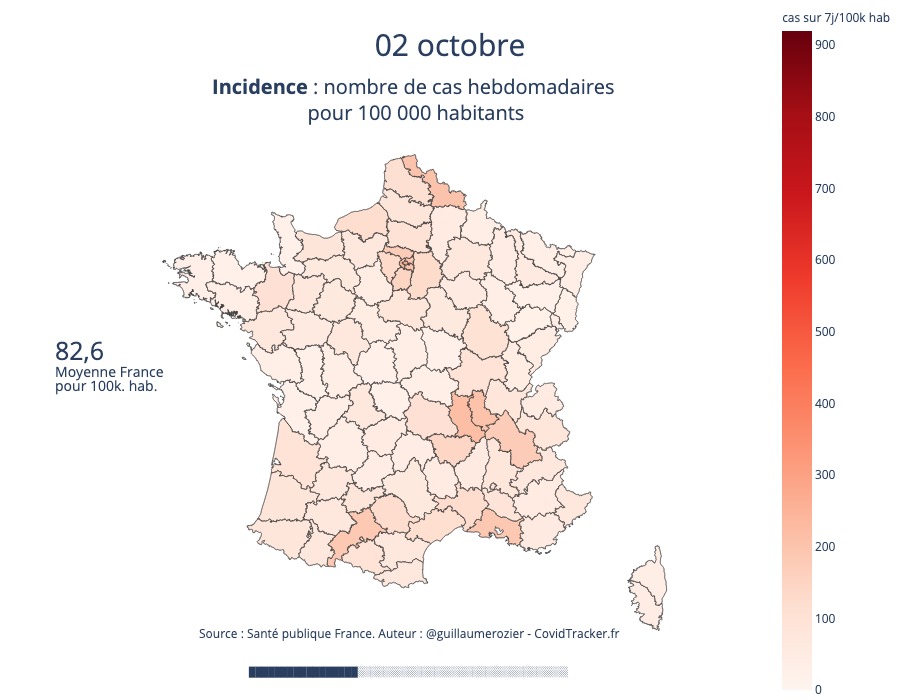 cas sur 7j/100k hab
02 octobre
Incidence : nombre de cas hebdomadaires
pour 100 000 habitants
900
800
700
600
500
400
300
200
100
0
82,6
Moyenne France
pour 100k. hab.
Source : Santé publique France. Auteur : @guillaumerozier - CovidTracker.fr